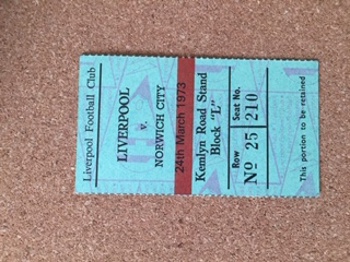 Liverpool Football Club
LIVERPOOL
v.
NORWICH CITY
24th March 1973
Kemlyn Road Stand
Block "L"
Row
Seat No.
Nº 25
210
This portion to be retained